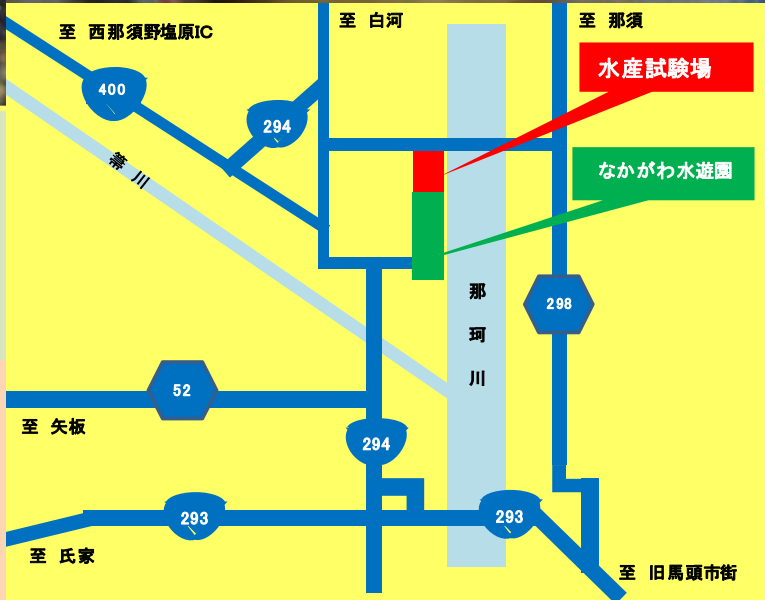 至 西那須野塩原IC
至 白河
至 那須
水産試験場
400
294
箒川
なかがわ水遊園
那珂川
298
52
至 矢板
294
293
293
至 氏家
至 旧馬頭市街